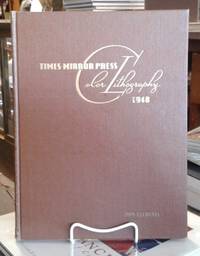 TIMES MIRROR PRESS
Color Lithography
1948